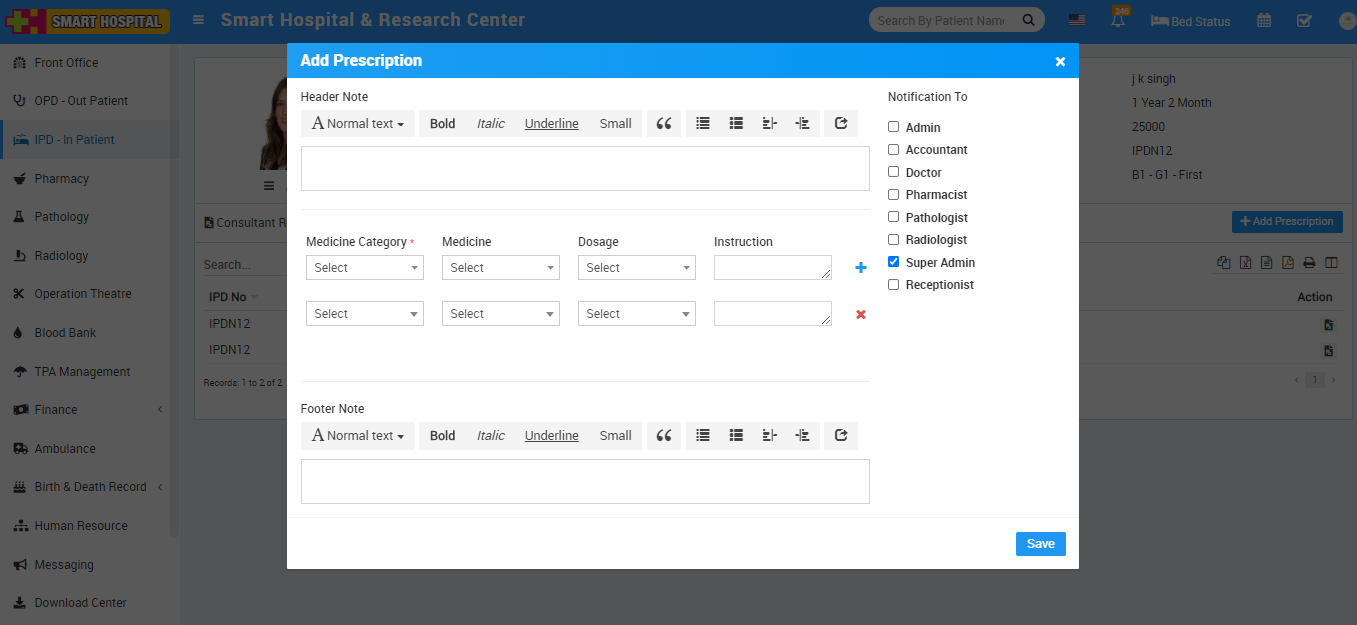 SMART HOSPITAL
Smart Hospital & Research Center
Search By Patient Name
246
Bed Status
Front Office
OPD - Out Patient
IPD - In Patient
Pharmacy
Pathology
Radiology
Operation Theatre
Blood Bank
TPA Management
Finance
Ambulance
Birth & Death Record
Human Resource
Messaging
Download Center
Consultant R
Search...
IPD No
IPDN12
IPDN12
Records: 1 to 2 of 2
Add Prescription
Header Note
A Normal text Bold Italic Underline Small
Medicine Category * Medicine Dosage Instruction
Select Select Select
Select Select Select
Footer Note
A Normal text Bold Italic Underline Small
Notification To
Admin
Accountant
Doctor
Pharmacist
Pathologist
Radiologist
Super Admin
Receptionist
Save
j k singh
1 Year 2 Month
25000
IPDN12
B1 - G1 - First
Add Prescription
Action
1